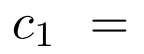 c₁ =